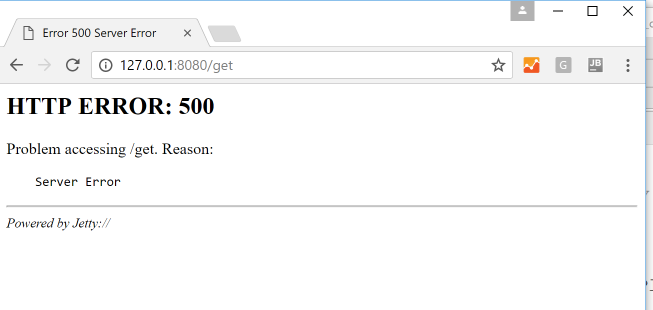 Error 500 Server Error
127.0.0.1:8080/get
G
JB
HTTP ERROR: 500
Problem accessing /get. Reason:
Server Error
Powered by Jetty://